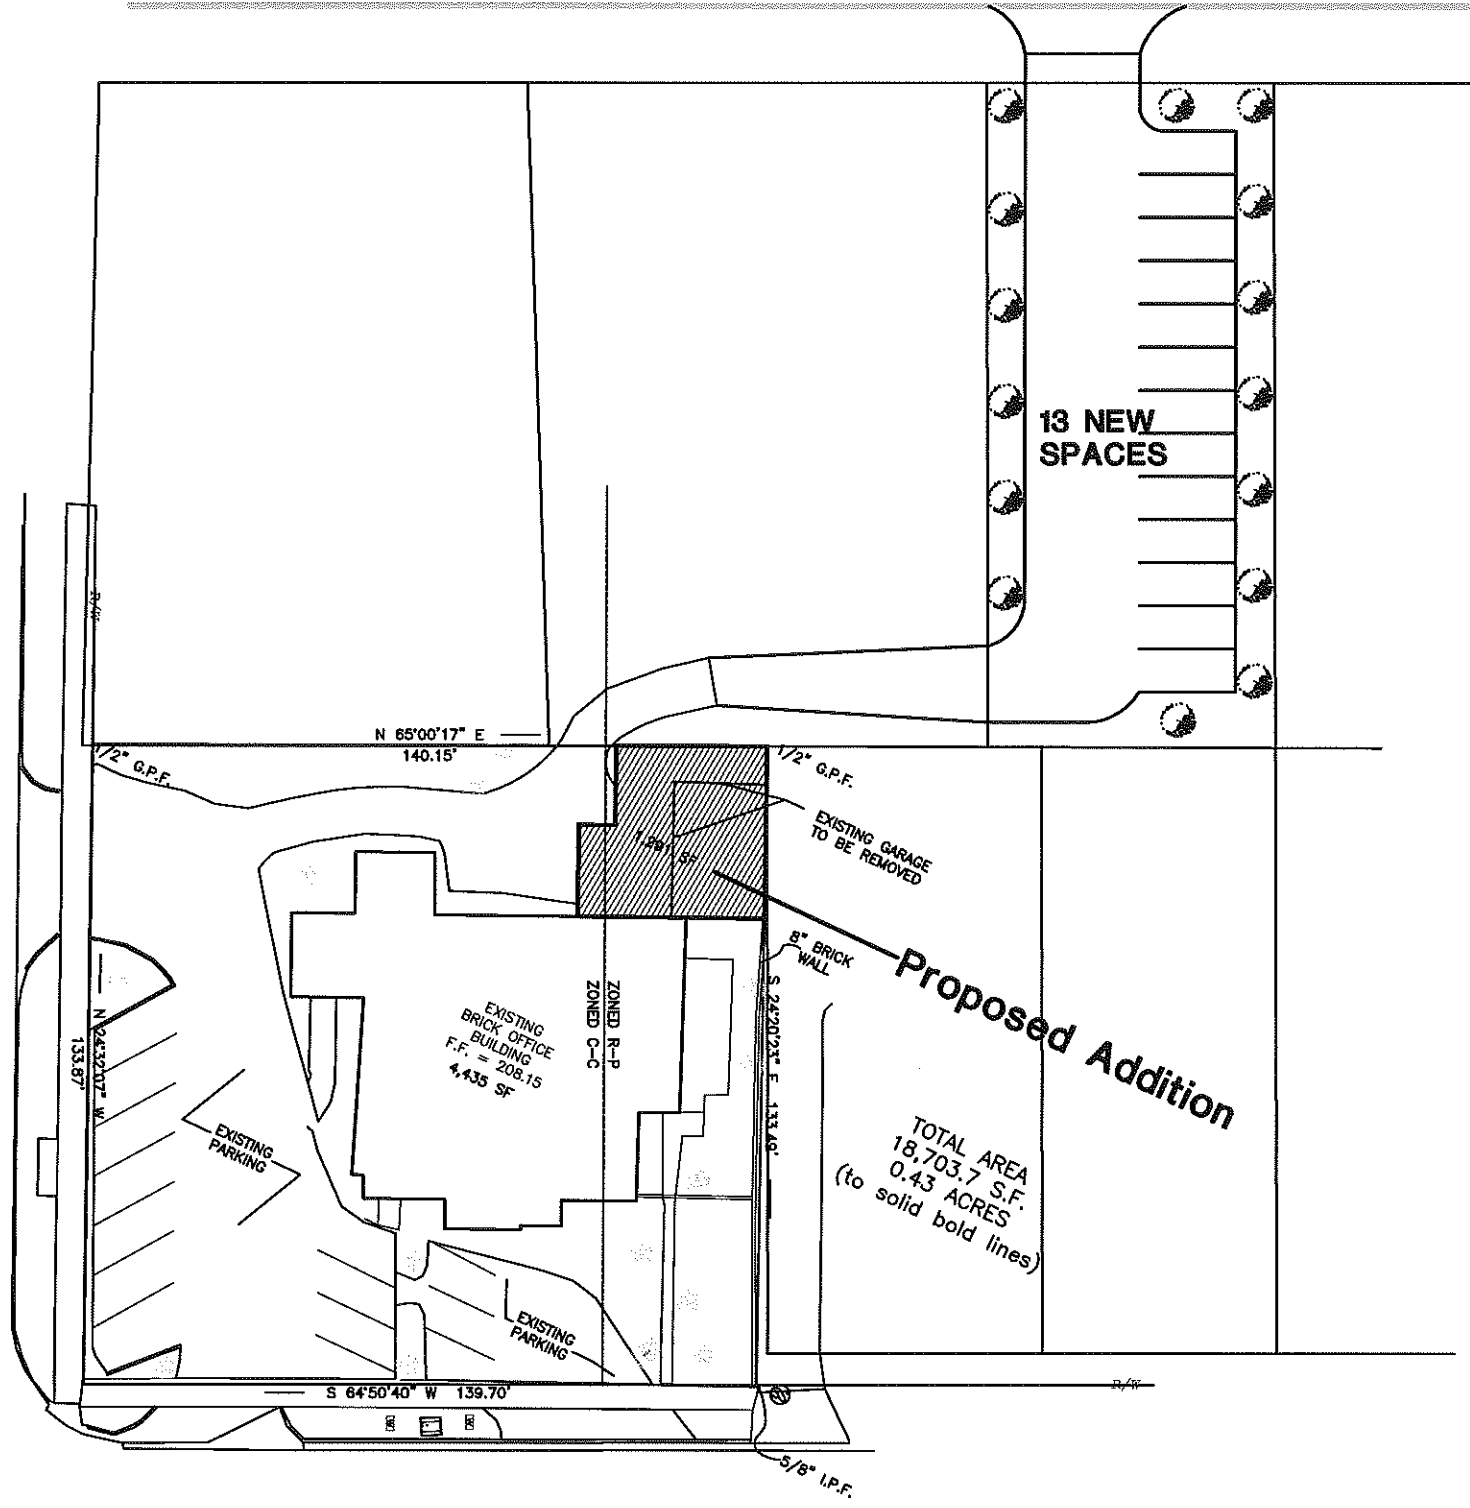 13 NEW
SPACES
R/W
N 65°00'17" E
140.15'
1/2" G.P.F.
1/2" G.P.F.
EXISTING GARAGE
TO BE REMOVED
1,291 SF
8" BRICK
WALL
Proposed Addition
ZONED R-P
ZONED C-C
S 24°20'23" E 133.49'
EXISTING
BRICK OFFICE
BUILDING
F.F. = 208.15
4,435 SF
N 24°32'07" W
133.87'
EXISTING
PARKING
TOTAL AREA
18,703.7 S.F.
0.43 ACRES
(to solid bold lines)
EXISTING
PARKING
S 64°50'40" W 139.70'
R/W
5/8" I.P.F.